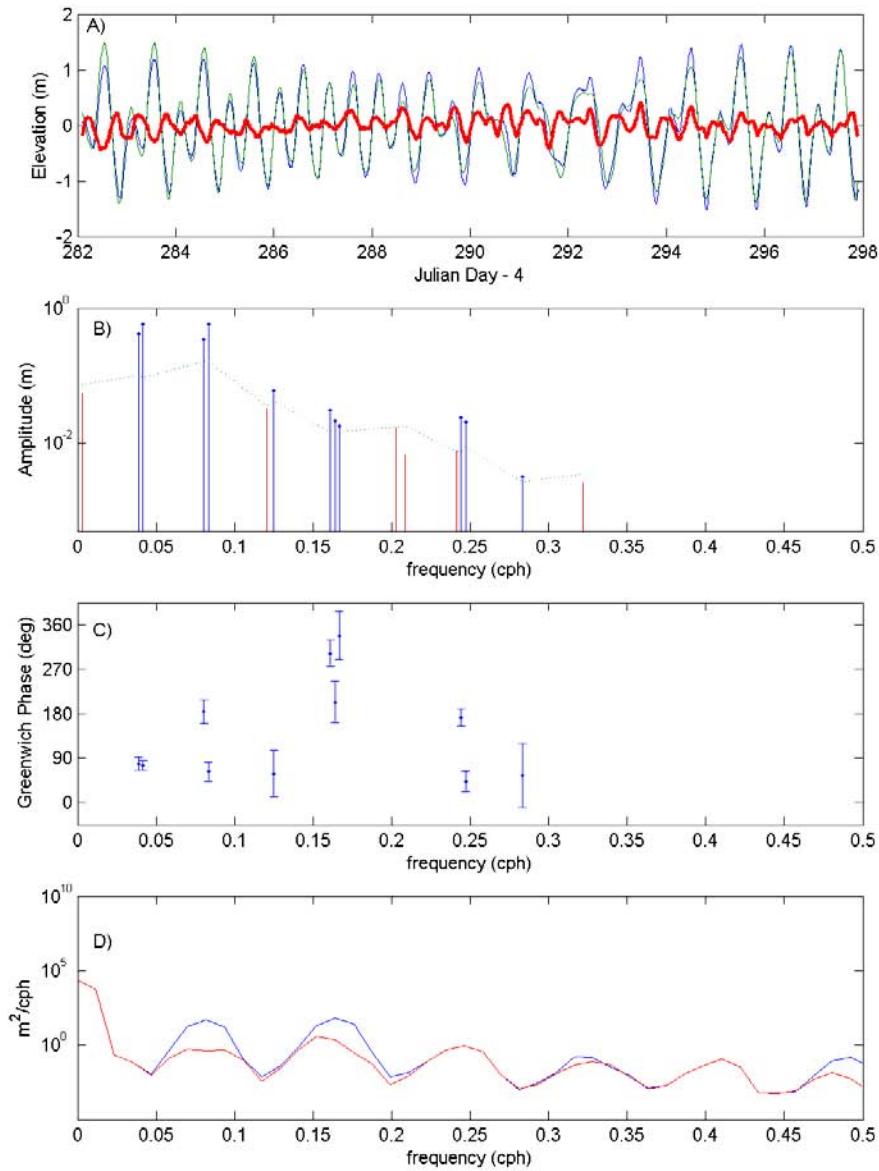 A)
2
1
0
-1
-2
Elevation (m)
282 284 286 288 290 292 294 296 298
Julian Day - 4
B)
10^0
10^-2
Amplitude (m)
0 0.05 0.1 0.15 0.2 0.25 0.3 0.35 0.4 0.45 0.5
frequency (cph)
C)
360
270
180
90
0
Greenwich Phase (deg)
0 0.05 0.1 0.15 0.2 0.25 0.3 0.35 0.4 0.45 0.5
frequency (cph)
D)
10^10
10^5
10^0
m^2/cph
0 0.05 0.1 0.15 0.2 0.25 0.3 0.35 0.4 0.45 0.5
frequency (cph)